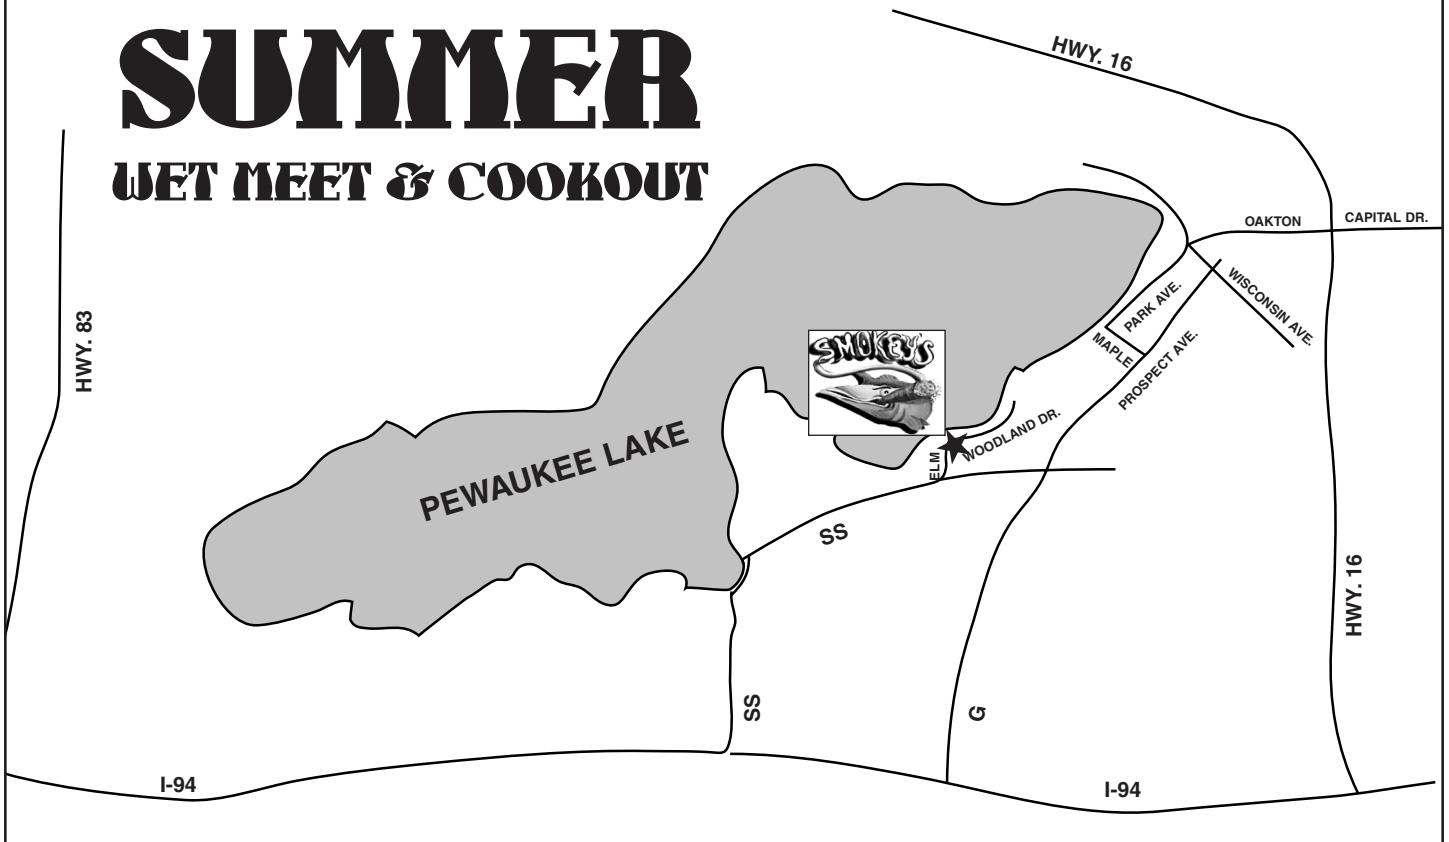 SUMMER
WET MEET & COOKOUT
HWY. 16
OAKTON
CAPITAL DR.
WISCONSIN AVE.
PARK AVE.
MAPLE
PROSPECT AVE.
HWY. 83
SMOKEY'S
PEWAUKEE LAKE
WOODLAND DR.
ELM
SS
HWY. 16
SS
G
I-94
I-94